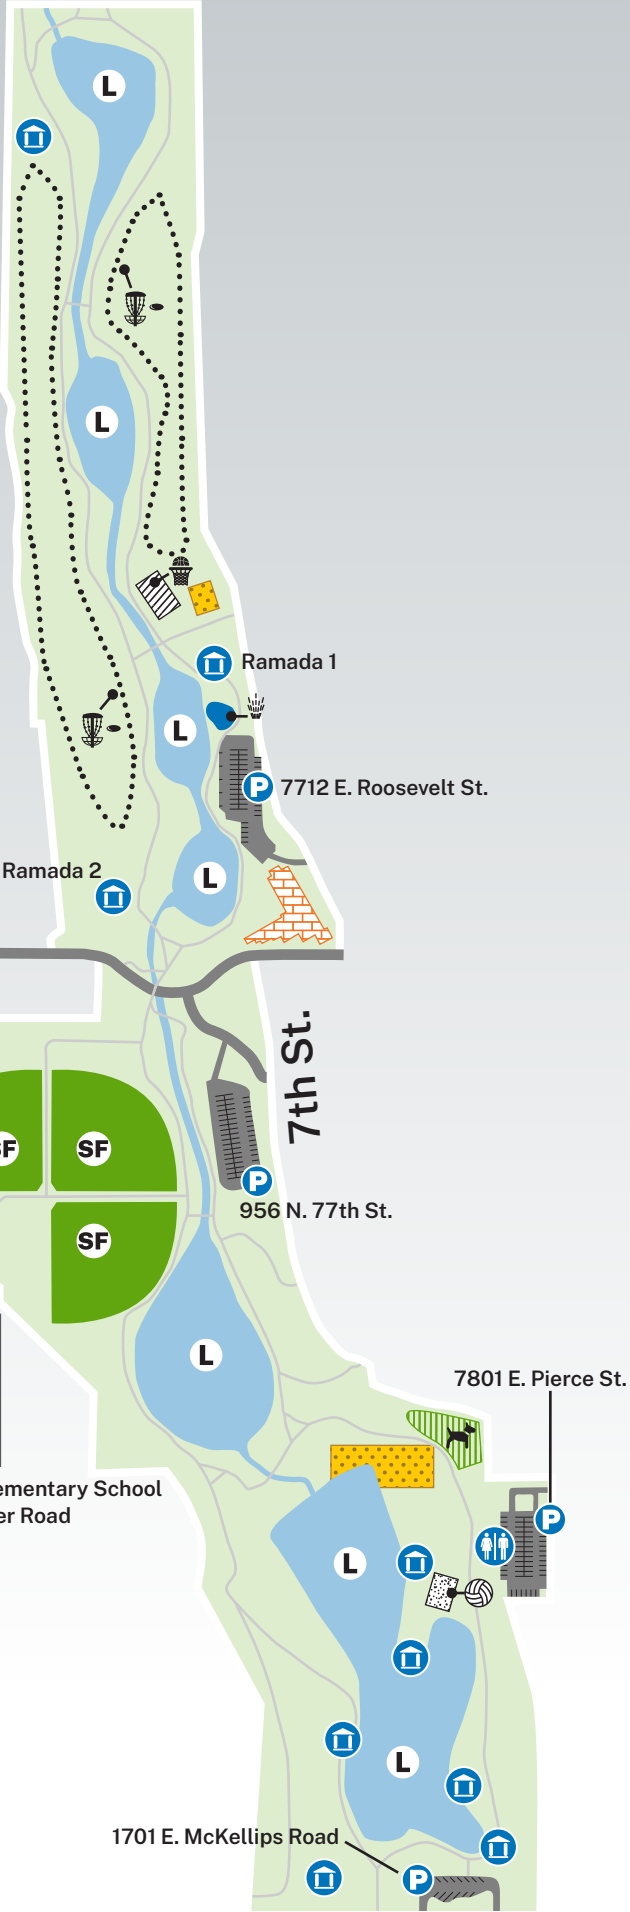 L
L
Ramada 1
L
P 7712 E. Roosevelt St.
Ramada 2
L
7th St.
SF
SF
P
956 N. 77th St.
SF
L
7801 E. Pierce St.
ementary School
er Road
P
L
L
1701 E. McKellips Road
P